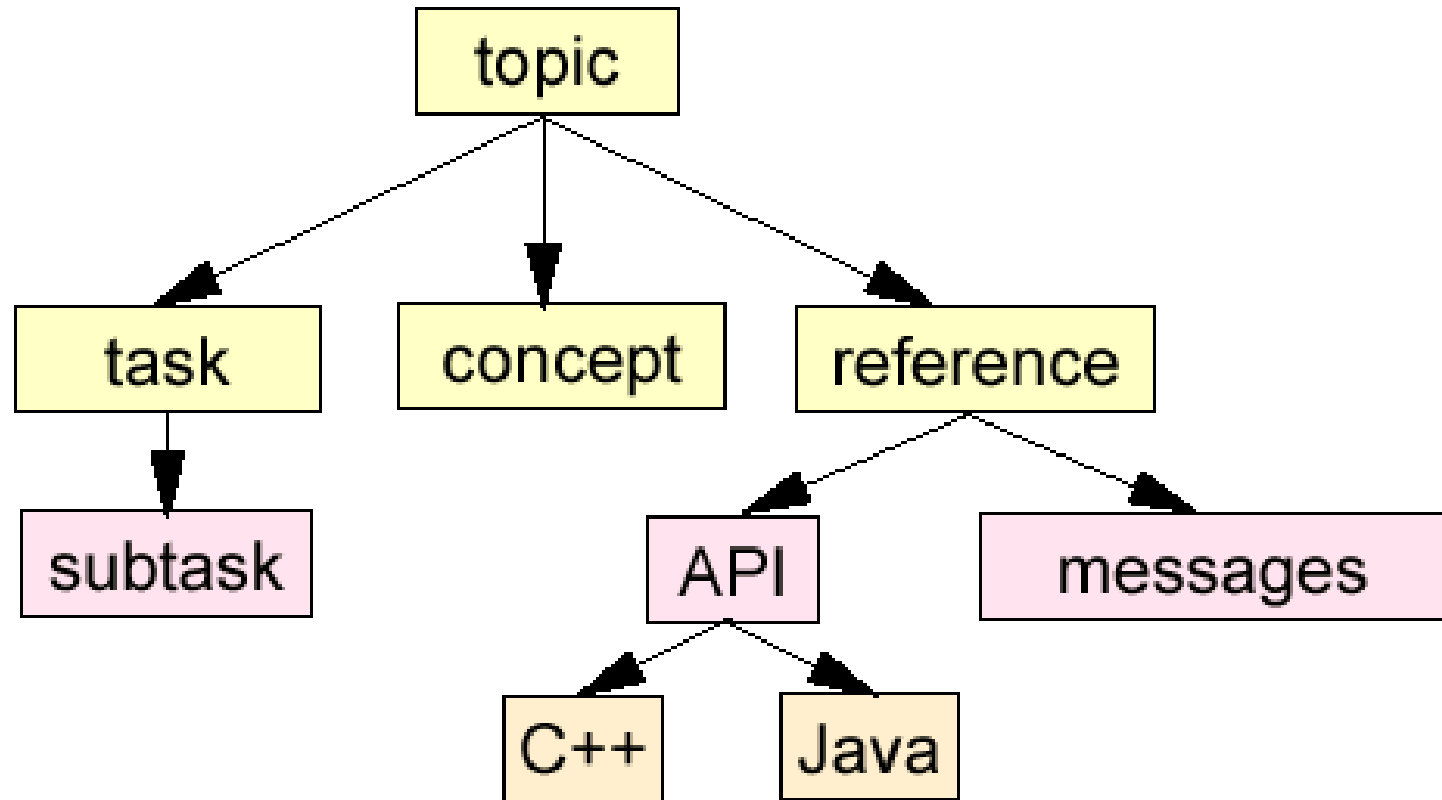 topic
task
concept
reference
subtask
API
messages
C++
Java